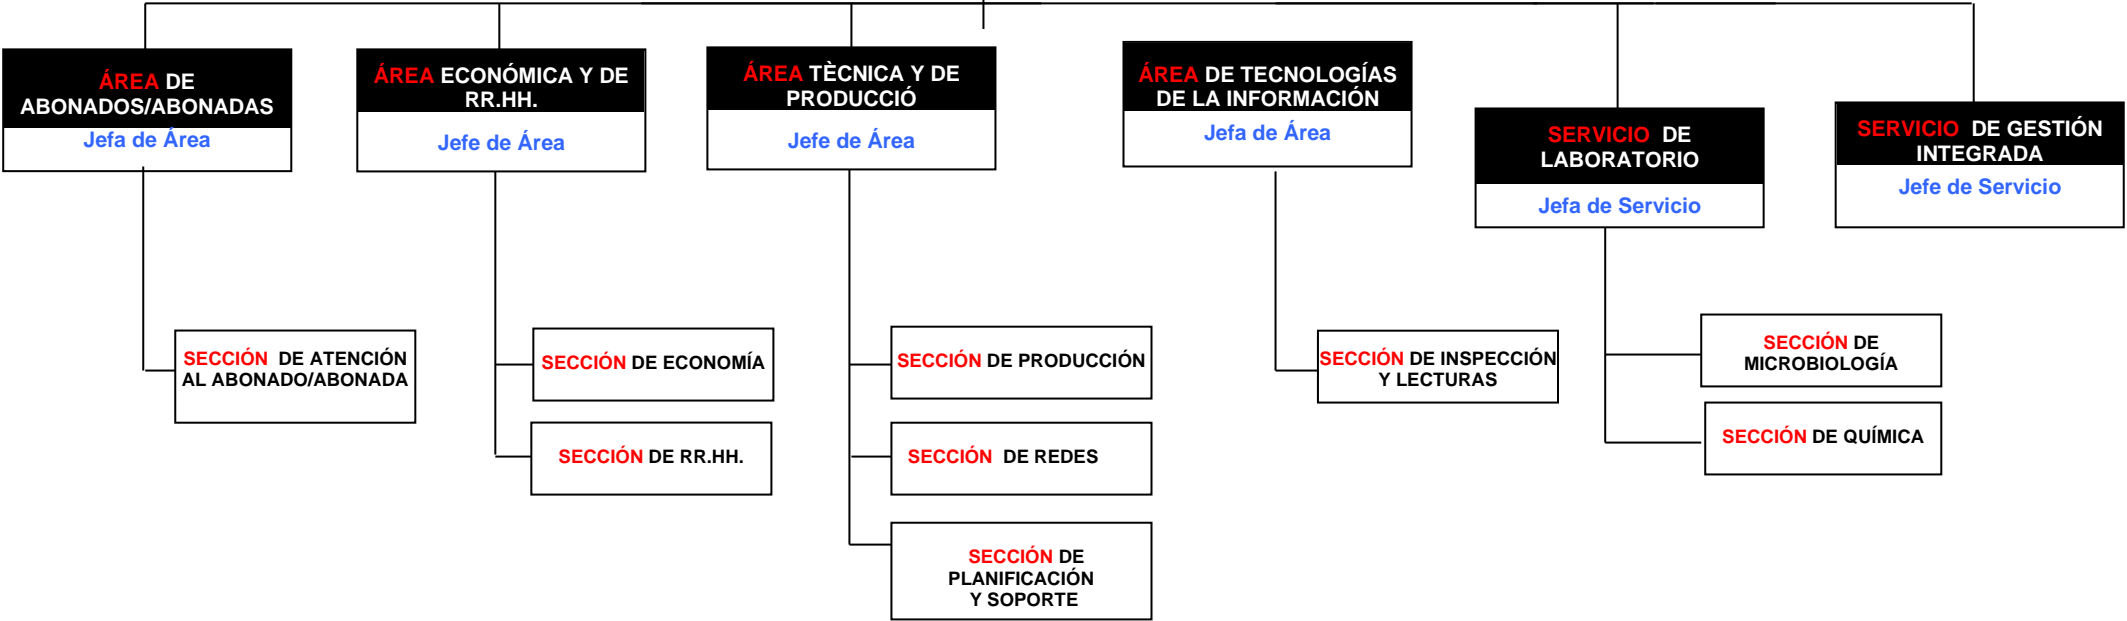 ÁREA DE
ABONADOS/ABONADAS
Jefa de Área
ÁREA ECONÓMICA Y DE
RR.HH.
Jefe de Área
ÁREA TÈCNICA Y DE
PRODUCCIÓ
Jefe de Área
ÁREA DE TECNOLOGÍAS
DE LA INFORMACIÓN
Jefa de Área
SERVICIO DE
LABORATORIO
Jefa de Servicio
SERVICIO DE GESTIÓN
INTEGRADA
Jefe de Servicio
SECCIÓN DE ATENCIÓN
AL ABONADO/ABONADA
SECCIÓN DE ECONOMÍA
SECCIÓN DE RR.HH.
SECCIÓN DE PRODUCCIÓN
SECCIÓN DE REDES
SECCIÓN DE
PLANIFICACIÓN
Y SOPORTE
SECCIÓN DE INSPECCIÓN
Y LECTURAS
SECCIÓN DE
MICROBIOLOGÍA
SECCIÓN DE QUÍMICA